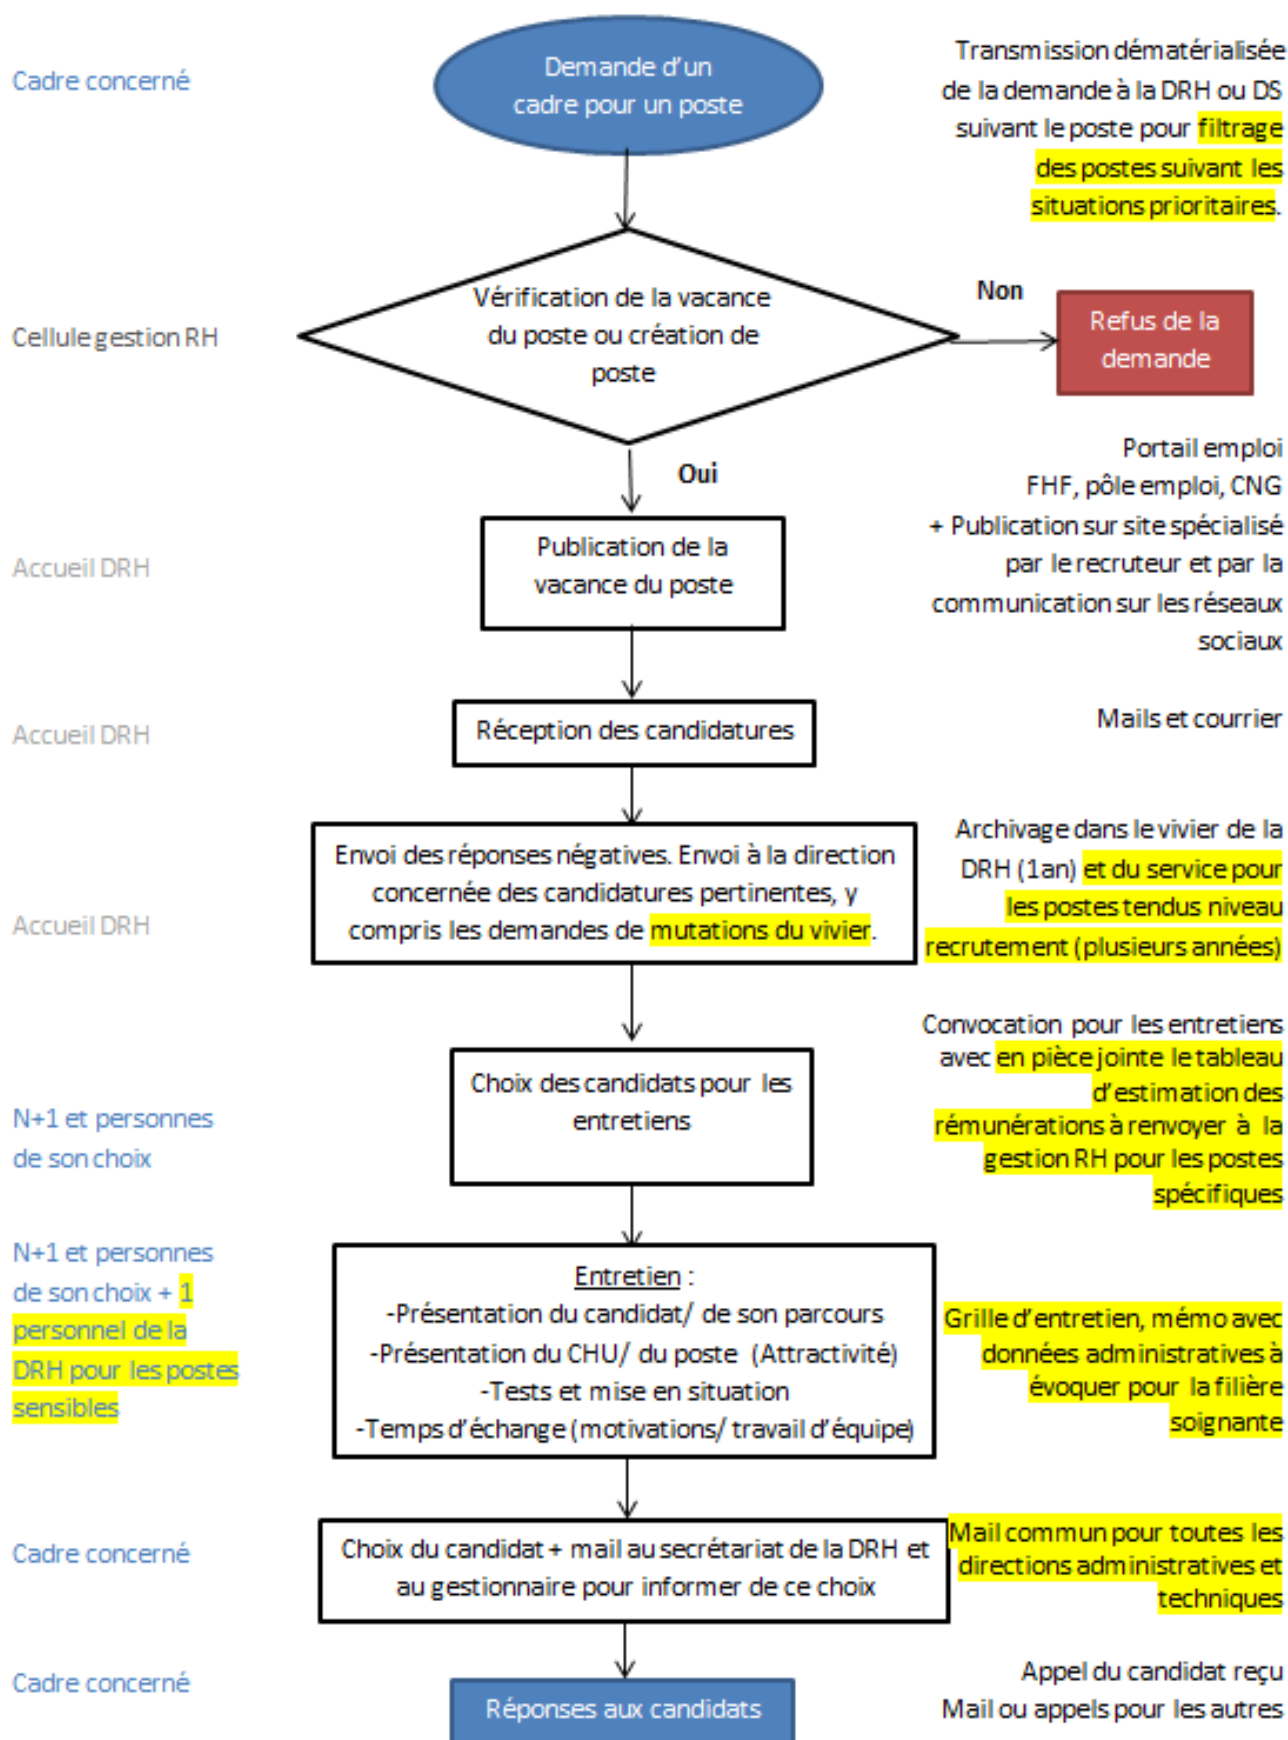 Cadre concerné
Demande d'un
cadre pour un poste
Transmission dématérialisée
de la demande à la DRH ou DS
suivant le poste pour filtrage
des postes suivant les
situations prioritaires.
Cellule gestion RH
Vérification de la vacance
du poste ou création de
poste
Non
Refus de la
demande
Oui
Accueil DRH
Publication de la
vacance du poste
Portail emploi
FHF, pôle emploi, CNG
+ Publication sur site spécialisé
par le recruteur et par la
communication sur les réseaux
sociaux
Accueil DRH
Réception des candidatures
Mails et courrier
Accueil DRH
Envoi des réponses négatives. Envoi à la direction
concernée des candidatures pertinentes, y
compris les demandes de mutations du vivier.
Archivage dans le vivier de la
DRH (1an) et du service pour
les postes tendus niveau
recrutement (plusieurs années)
N+1 et personnes
de son choix
Choix des candidats pour les
entretiens
Convocation pour les entretiens
avec en pièce jointe le tableau
d'estimation des
rémunérations à renvoyer à la
gestion RH pour les postes
spécifiques
N+1 et personnes
de son choix + 1
personnel de la
DRH pour les postes
sensibles
Entretien :
-Présentation du candidat/ de son parcours
-Présentation du CHU/ du poste (Attractivité)
-Tests et mise en situation
-Temps d'échange (motivations/ travail d'équipe)
Grille d'entretien, mémo avec
données administratives à
évoquer pour la filière
soignante
Cadre concerné
Choix du candidat + mail au secrétariat de la DRH et
au gestionnaire pour informer de ce choix
Mail commun pour toutes les
directions administratives et
techniques
Cadre concerné
Réponses aux candidats
Appel du candidat reçu
Mail ou appels pour les autres